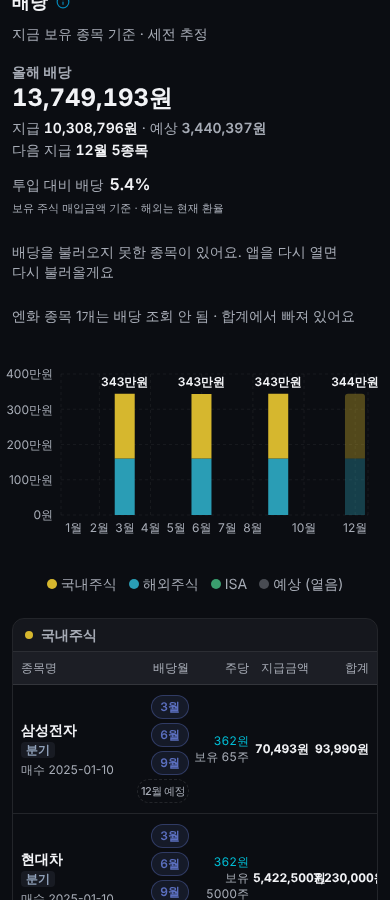 배당
지금 보유 종목 기준 · 세전 추정
올해 배당
13,749,193원
지급 10,308,796원 · 예상 3,440,397원
다음 지급 12월 5종목
투입 대비 배당 5.4%
보유 주식 매입금액 기준 · 해외는 현재 환율
배당을 불러오지 못한 종목이 있어요. 앱을 다시 열면
다시 불러올게요
엔화 종목 1개는 배당 조회 안 됨 · 합계에서 빠져 있어요
400만원
343만원 343만원 343만원 344만원
300만원
200만원
100만원
0원
1월 2월 3월 4월 5월 6월 7월 8월 10월 12월
국내주식 해외주식 ISA 예상 (옅음)
국내주식
종목명 배당월 주당 지급금액 합계
삼성전자
분기
매수 2025-01-10
3월
6월
9월
12월 예정
362원
보유 65주
70,493원 93,990원
현대차
분기
매수 2025-01-10
3월
6월
9월
362원
보유
5000주
5,422,500원